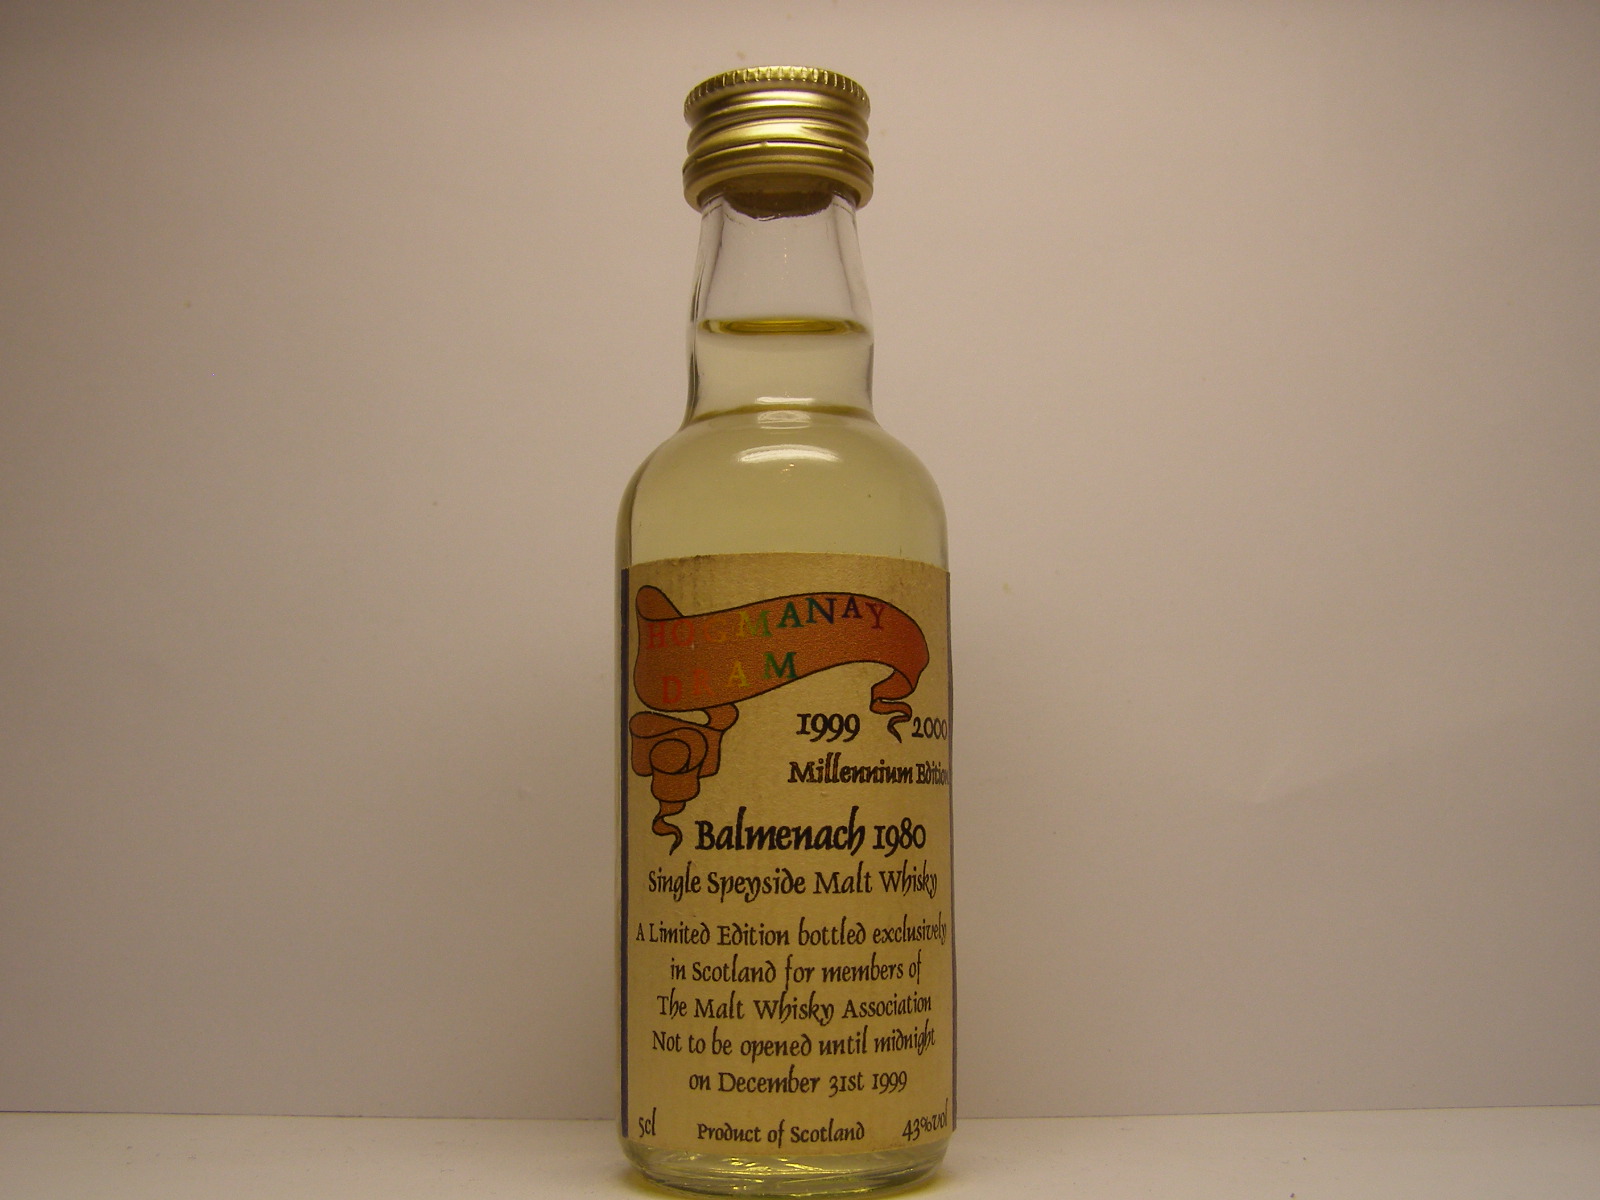 HOGMANAY
DRAM
1999 2000
Millennium Edition
Balmenach 1980
Single Speyside Malt Whisky
A Limited Edition bottled exclusively
in Scotland for members of
The Malt Whisky Association
Not to be opened until midnight
on December 31st 1999
5cl Product of Scotland 43%vol